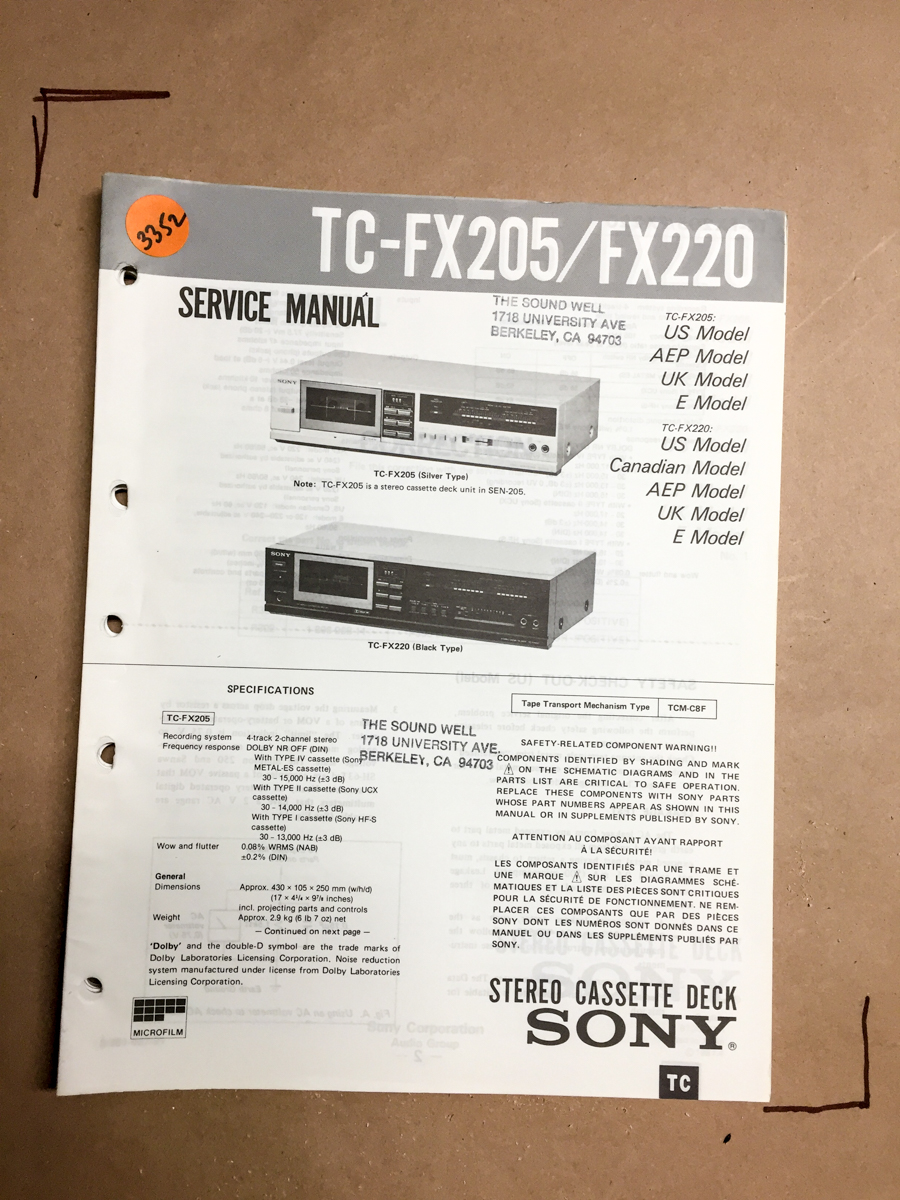 3352
TC-FX205/FX220
SERVICE MANUAL
THE SOUND WELL
1718 UNIVERSITY AVE
BERKELEY, CA 94703
TC-FX205:
US Model
AEP Model
UK Model
E Model
TC-FX220:
US Model
Canadian Model
AEP Model
UK Model
E Model
SONY
TC-FX205 (Silver Type)
Note: TC-FX205 is a stereo cassette deck unit in SEN-205.
SONY
TC-FX220 (Black Type)
SPECIFICATIONS
TC-FX205
Recording system 4-track 2-channel stereo
Frequency response DOLBY NR OFF (DIN)
With TYPE IV cassette (Sony
METAL-ES cassette)
30 - 15,000 Hz (±3 dB)
With TYPE II cassette (Sony UCX
cassette)
30 - 14,000 Hz (±3 dB)
With TYPE I cassette (Sony HF-S
cassette)
30 - 13,000 Hz (±3 dB)
Wow and flutter 0.08% WRMS (NAB)
±0.2% (DIN)
General
Dimensions Approx. 430 × 105 × 250 mm (w/h/d)
(17 × 4¼ × 9⅞ inches)
incl. projecting parts and controls
Weight Approx. 2.9 kg (6 lb 7 oz) net
— Continued on next page —
'Dolby' and the double-D symbol are the trade marks of
Dolby Laboratories Licensing Corporation. Noise reduction
system manufactured under license from Dolby Laboratories
Licensing Corporation.
MICROFILM
THE SOUND WELL
1718 UNIVERSITY AVE.
BERKELEY, CA 94703
Tape Transport Mechanism Type TCM-C8F
SAFETY-RELATED COMPONENT WARNING!!
COMPONENTS IDENTIFIED BY SHADING AND MARK
⚠ ON THE SCHEMATIC DIAGRAMS AND IN THE
PARTS LIST ARE CRITICAL TO SAFE OPERATION.
REPLACE THESE COMPONENTS WITH SONY PARTS
WHOSE PART NUMBERS APPEAR AS SHOWN IN THIS
MANUAL OR IN SUPPLEMENTS PUBLISHED BY SONY.
ATTENTION AU COMPOSANT AYANT RAPPORT
À LA SÉCURITÉ!
LES COMPOSANTS IDENTIFIÉS PAR UNE TRAME ET
UNE MARQUE ⚠ SUR LES DIAGRAMMES SCHÉ-
MATIQUES ET LA LISTE DES PIÈCES SONT CRITIQUES
POUR LA SÉCURITÉ DE FONCTIONNEMENT. NE REM-
PLACER CES COMPOSANTS QUE PAR DES PIÈCES
SONY DONT LES NUMÉROS SONT DONNÉS DANS CE
MANUEL OU DANS LES SUPPLÉMENTS PUBLIÉS PAR
SONY.
STEREO CASSETTE DECK
SONY®
TC